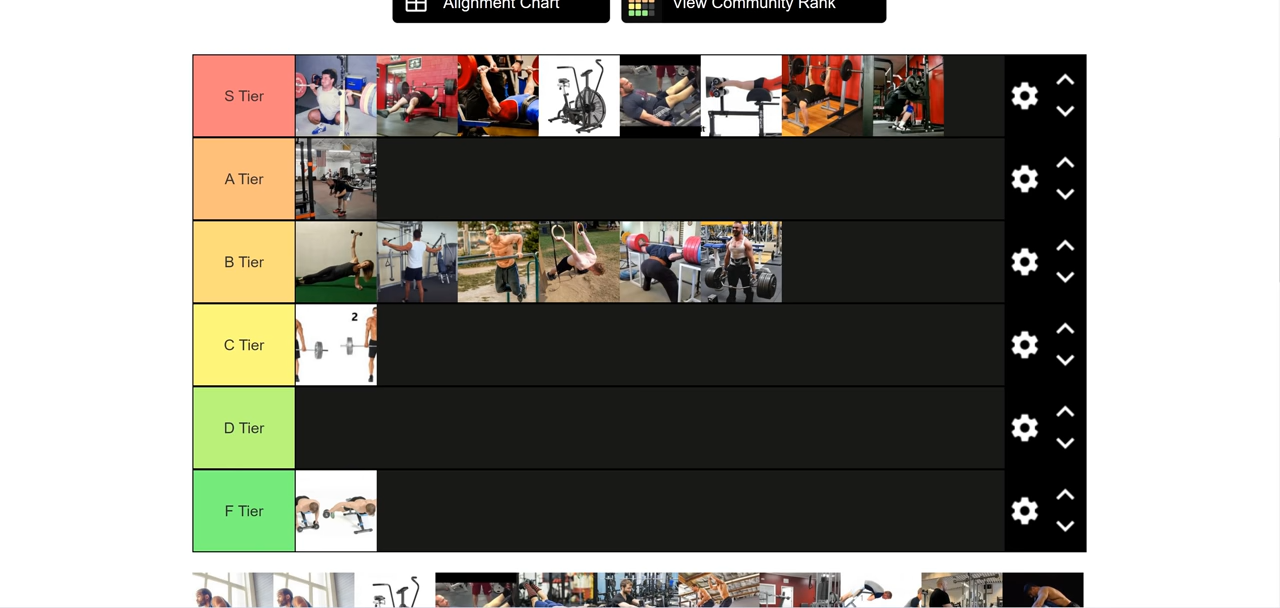 Alignment Chart
View Community Rank
S Tier
A Tier
B Tier
C Tier
2
D Tier
F Tier